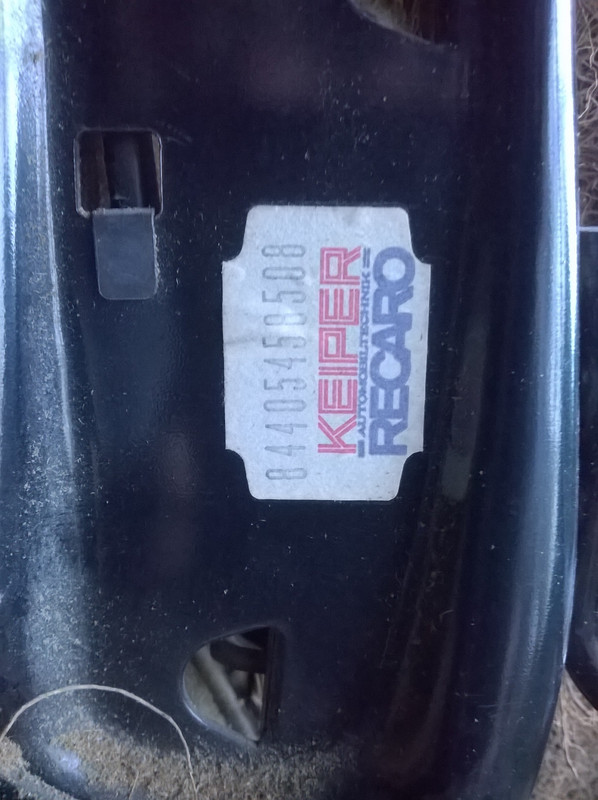 84405458508
KEIPER
AUTOMOBILTECHNIK
RECARO